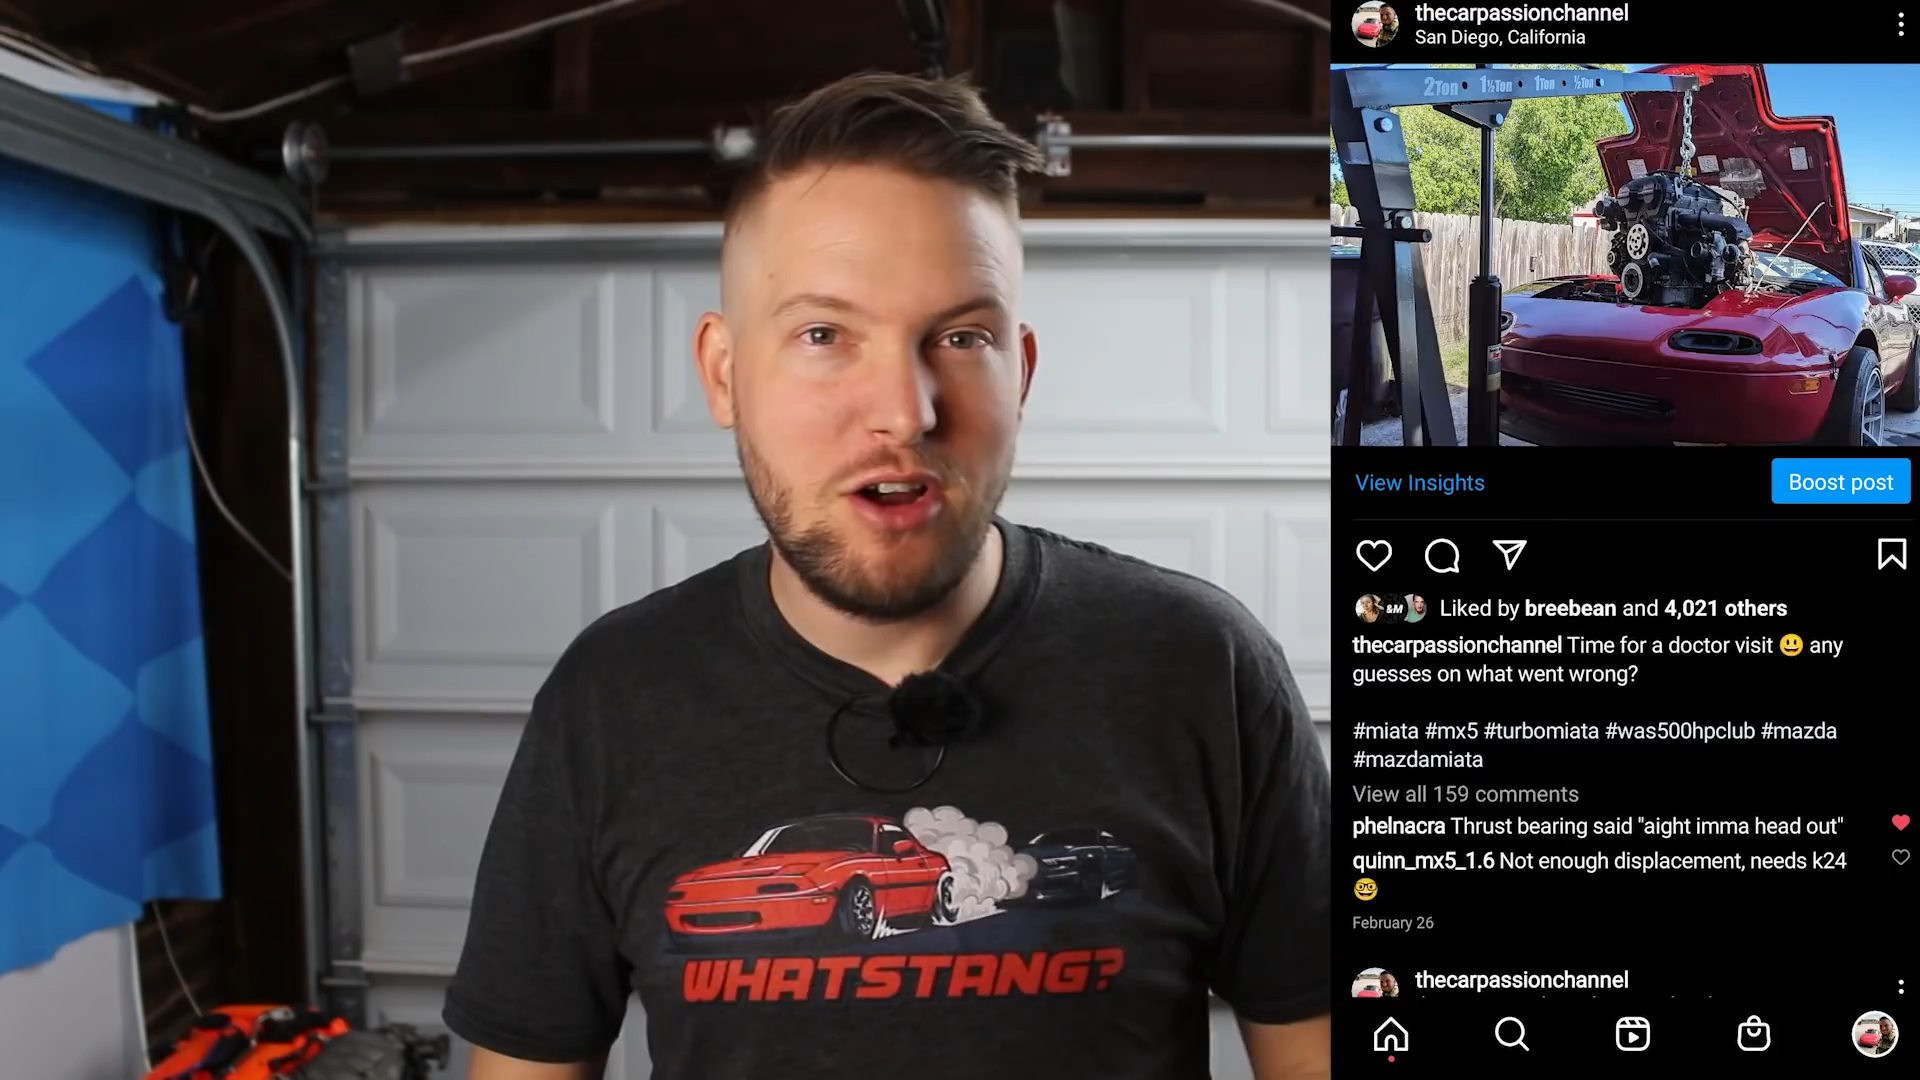 thecarpassionchannel
San Diego, California
2Ton 1½Ton 1Ton ½Ton
View Insights
Boost post
&M
Liked by breebean and 4,021 others
thecarpassionchannel Time for a doctor visit 😃 any
guesses on what went wrong?
#miata #mx5 #turbomiata #was500hpclub #mazda
#mazdamiata
View all 159 comments
phelnacra Thrust bearing said "aight imma head out"
quinn_mx5_1.6 Not enough displacement, needs k24
🤓
February 26
thecarpassionchannel
WHATSTANG?